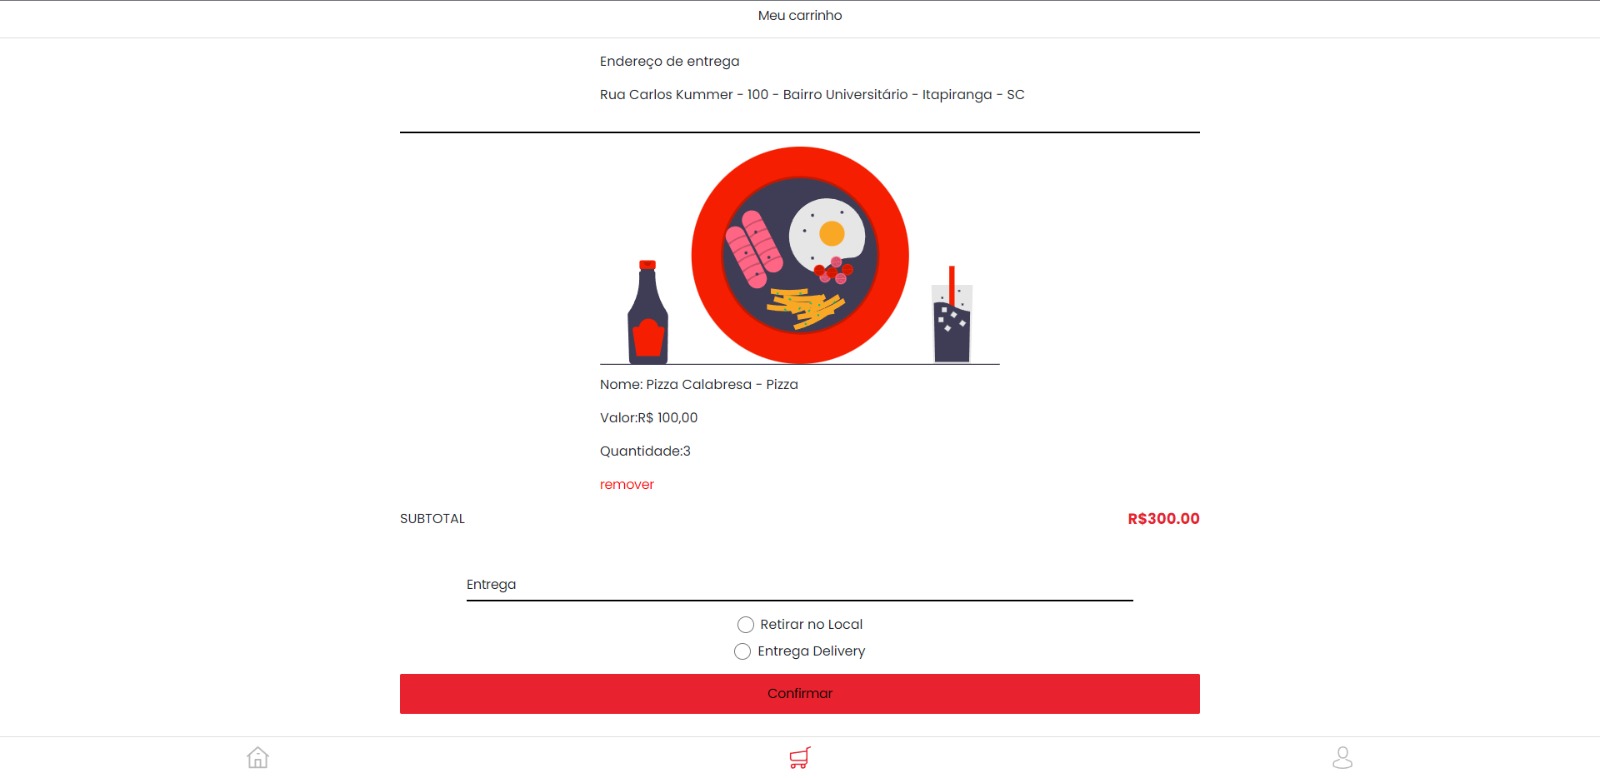 Meu carrinho
Endereço de entrega
Rua Carlos Kummer - 100 - Bairro Universitário - Itapiranga - SC
Nome: Pizza Calabresa - Pizza
Valor:R$ 100,00
Quantidade:3
remover
SUBTOTAL R$300.00
Entrega
Retirar no Local
Entrega Delivery
Confirmar